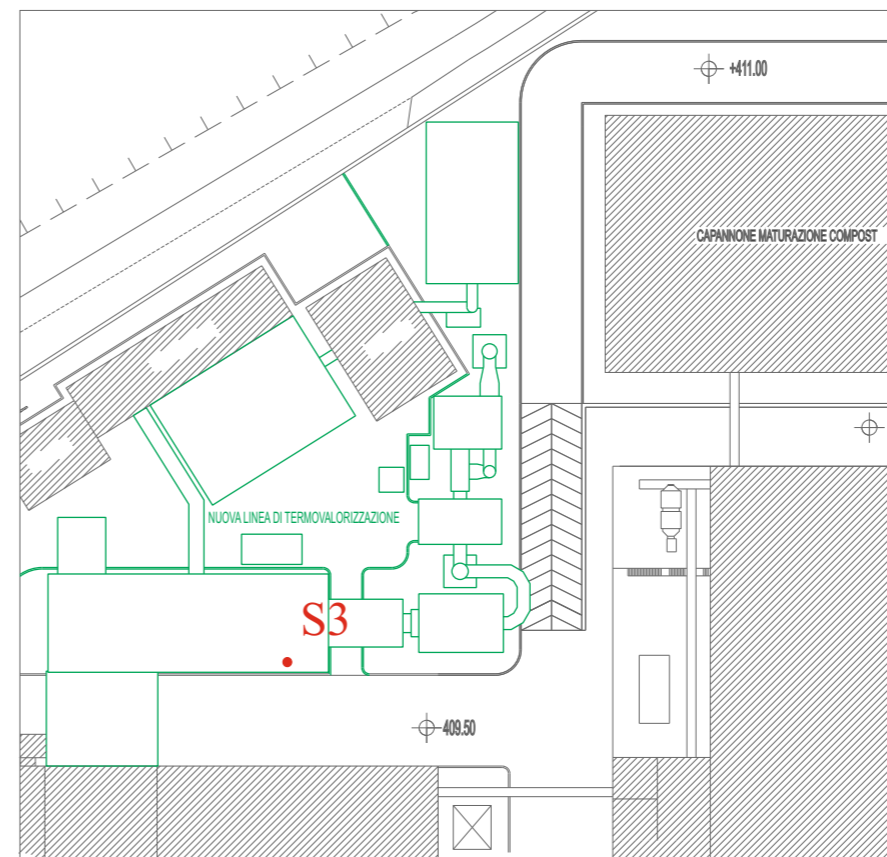 +411.00
CAPANNONE MATURAZIONE COMPOST
NUOVA LINEA DI TERMOVALORIZZAZIONE
S3
409.50